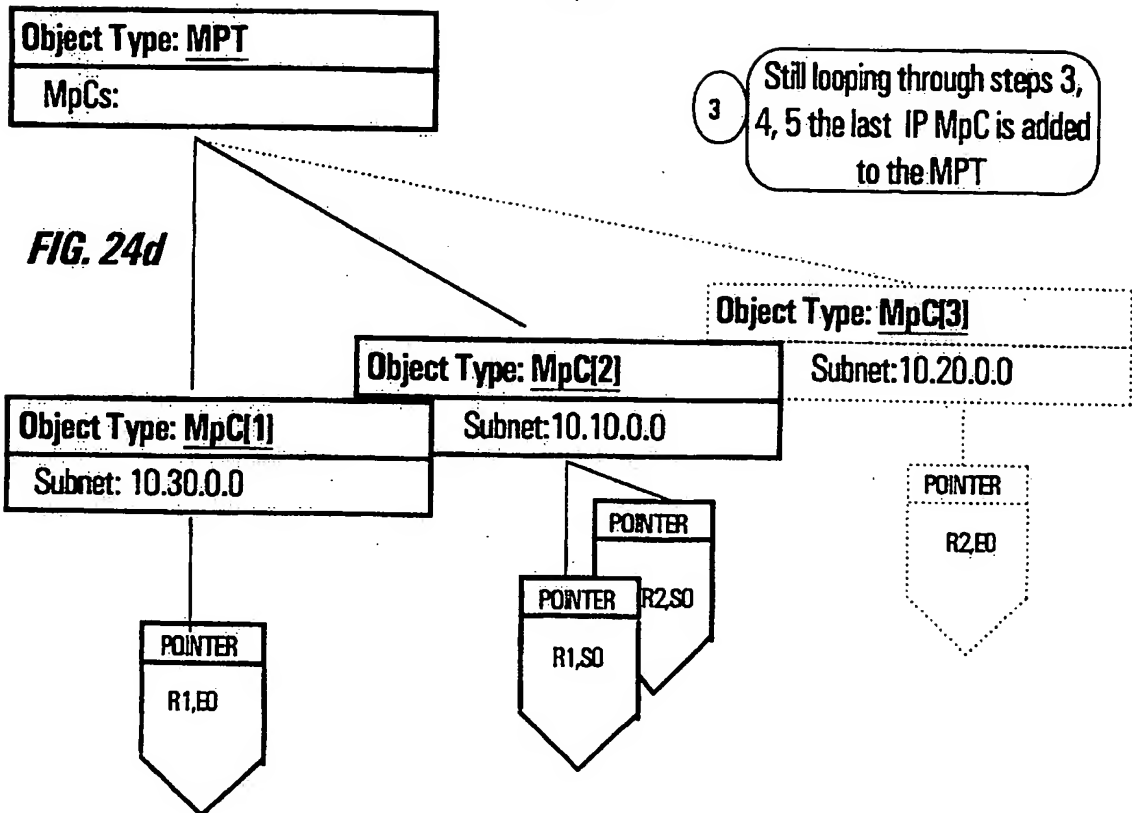 Object Type: MPT
MpCs:
3
Still looping through steps 3,
4, 5 the last IP MpC is added
to the MPT
FIG. 24d
Object Type: MpC[3]
Subnet:10.20.0.0
Object Type: MpC[2]
Subnet:10.10.0.0
Object Type: MpC[1]
Subnet: 10.30.0.0
POINTER
R2,E0
POINTER
R2,S0
POINTER
R1,S0
POINTER
R1,E0